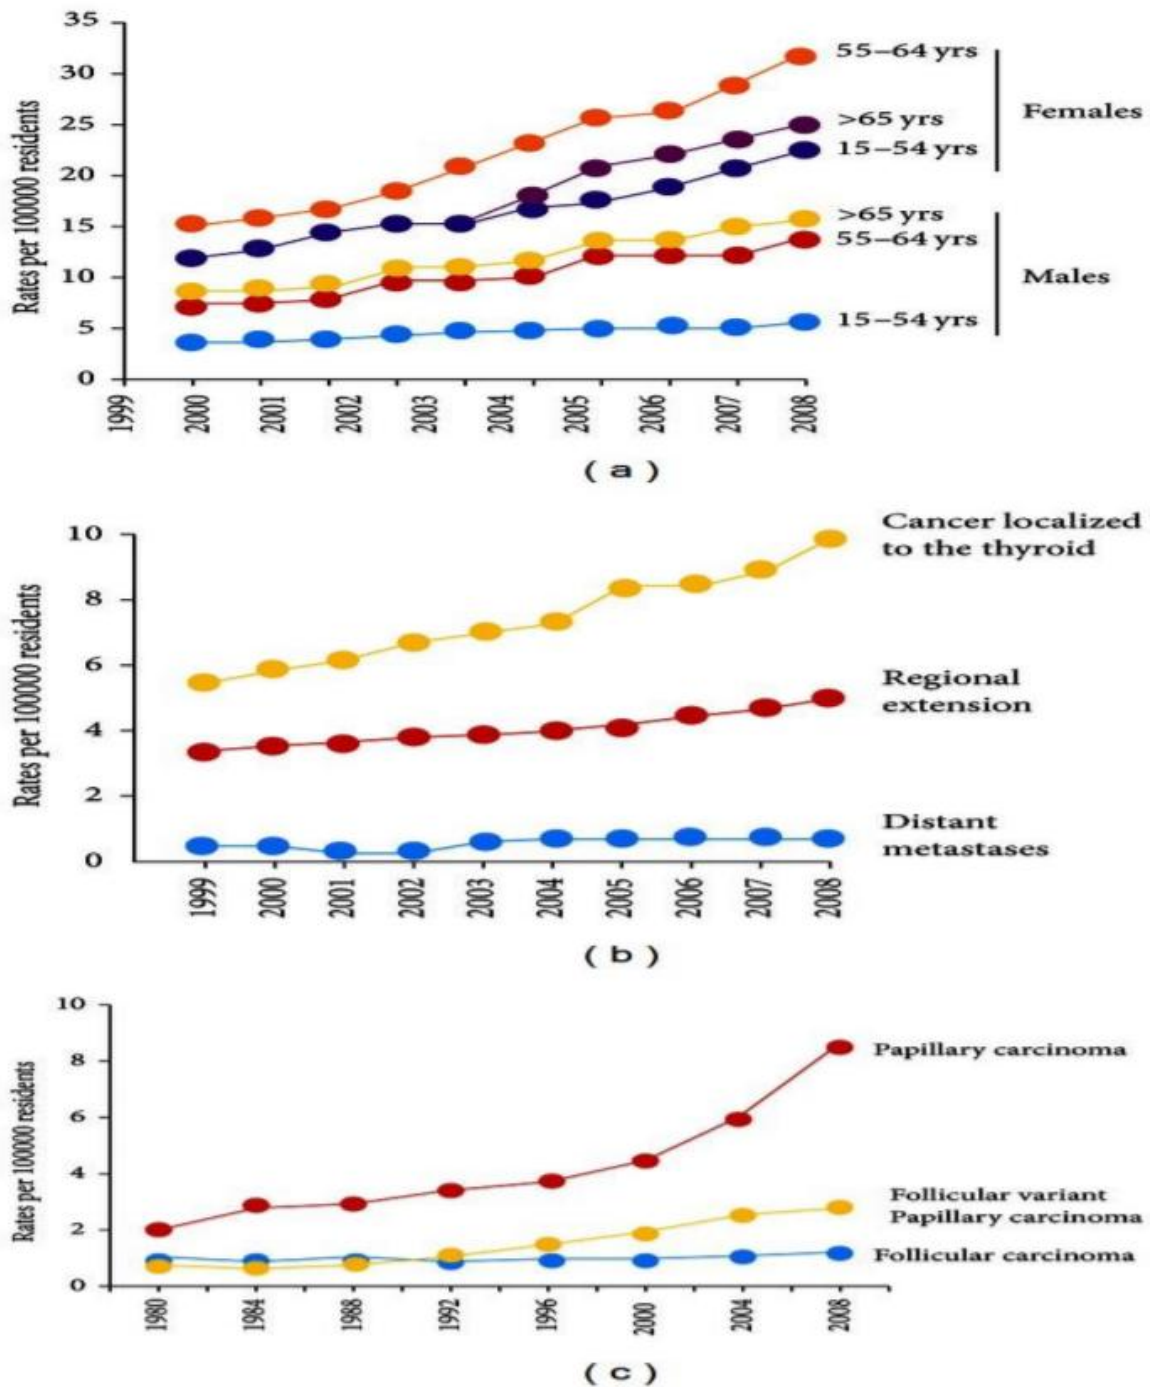 35
30
25
20
15
10
5
0
Rates per 100000 residents
55–64 yrs
>65 yrs
15–54 yrs
Females
>65 yrs
55–64 yrs
15–54 yrs
Males
1999 2000 2001 2002 2003 2004 2005 2006 2007 2008
( a )
10
8
6
4
2
0
Rates per 100000 residents
Cancer localized
to the thyroid
Regional
extension
Distant
metastases
1999 2000 2001 2002 2003 2004 2005 2006 2007 2008
( b )
10
8
6
4
2
0
Rates per 100000 residents
Papillary carcinoma
Follicular variant
Papillary carcinoma
Follicular carcinoma
1980 1984 1988 1992 1996 2000 2004 2008
( c )